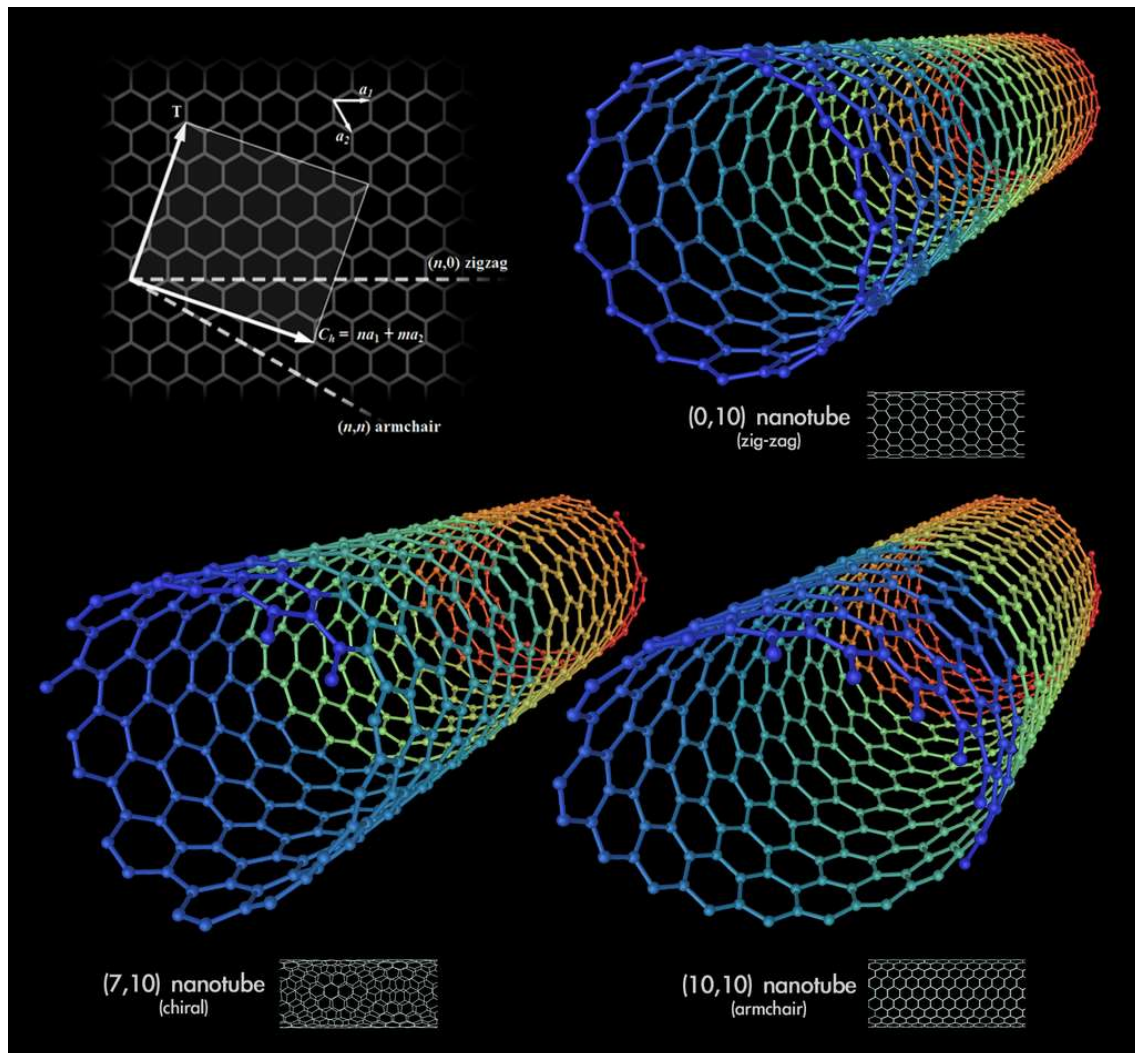 a₁
T
a₂
(n,0) zigzag
Cₕ = na₁ + ma₂
(n,n) armchair
(0,10) nanotube
(zig-zag)
(7,10) nanotube
(chiral)
(10,10) nanotube
(armchair)